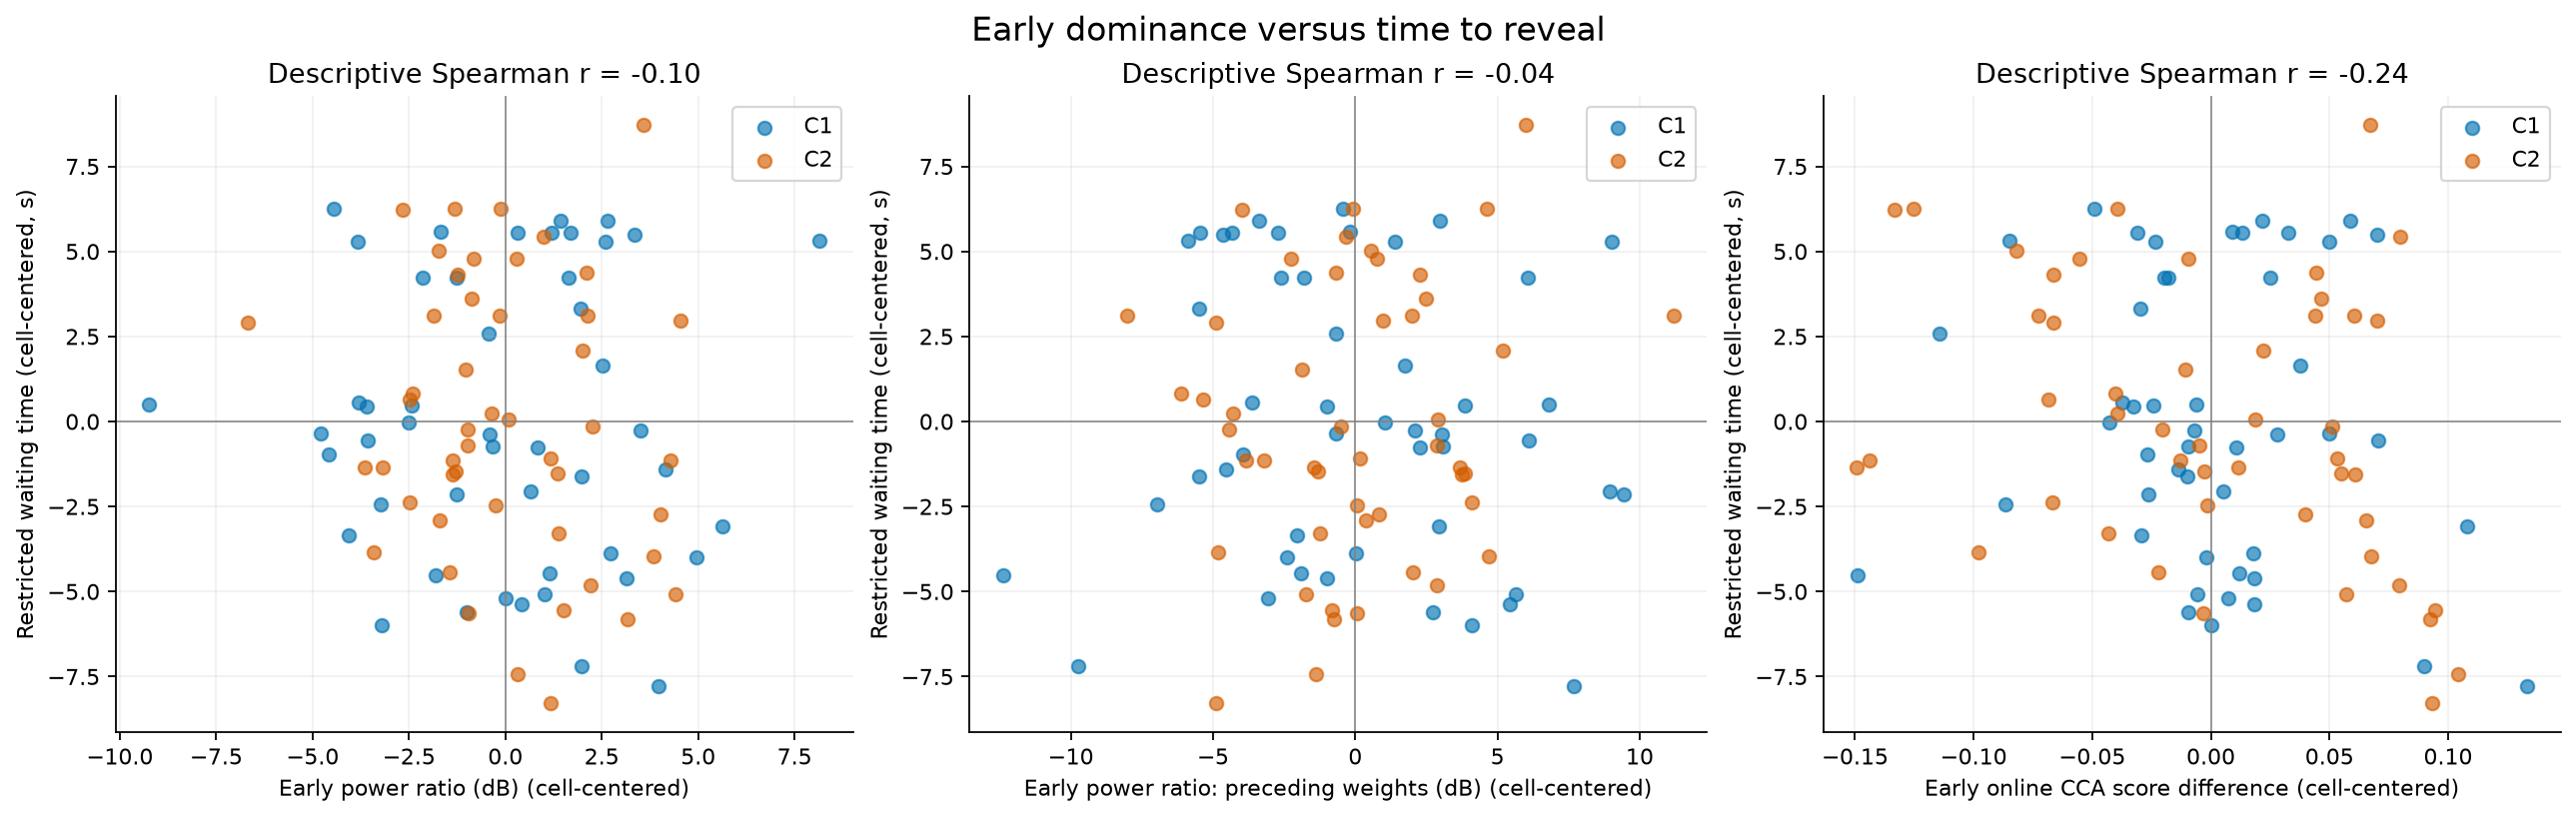 Early dominance versus time to reveal
Descriptive Spearman r = -0.10
C1
C2
7.5
5.0
2.5
0.0
−2.5
−5.0
−7.5
Restricted waiting time (cell-centered, s)
−10.0 −7.5 −5.0 −2.5 0.0 2.5 5.0 7.5
Early power ratio (dB) (cell-centered)
Descriptive Spearman r = -0.04
C1
C2
7.5
5.0
2.5
0.0
−2.5
−5.0
−7.5
Restricted waiting time (cell-centered, s)
−10 −5 0 5 10
Early power ratio: preceding weights (dB) (cell-centered)
Descriptive Spearman r = -0.24
C1
C2
7.5
5.0
2.5
0.0
−2.5
−5.0
−7.5
Restricted waiting time (cell-centered, s)
−0.15 −0.10 −0.05 0.00 0.05 0.10
Early online CCA score difference (cell-centered)